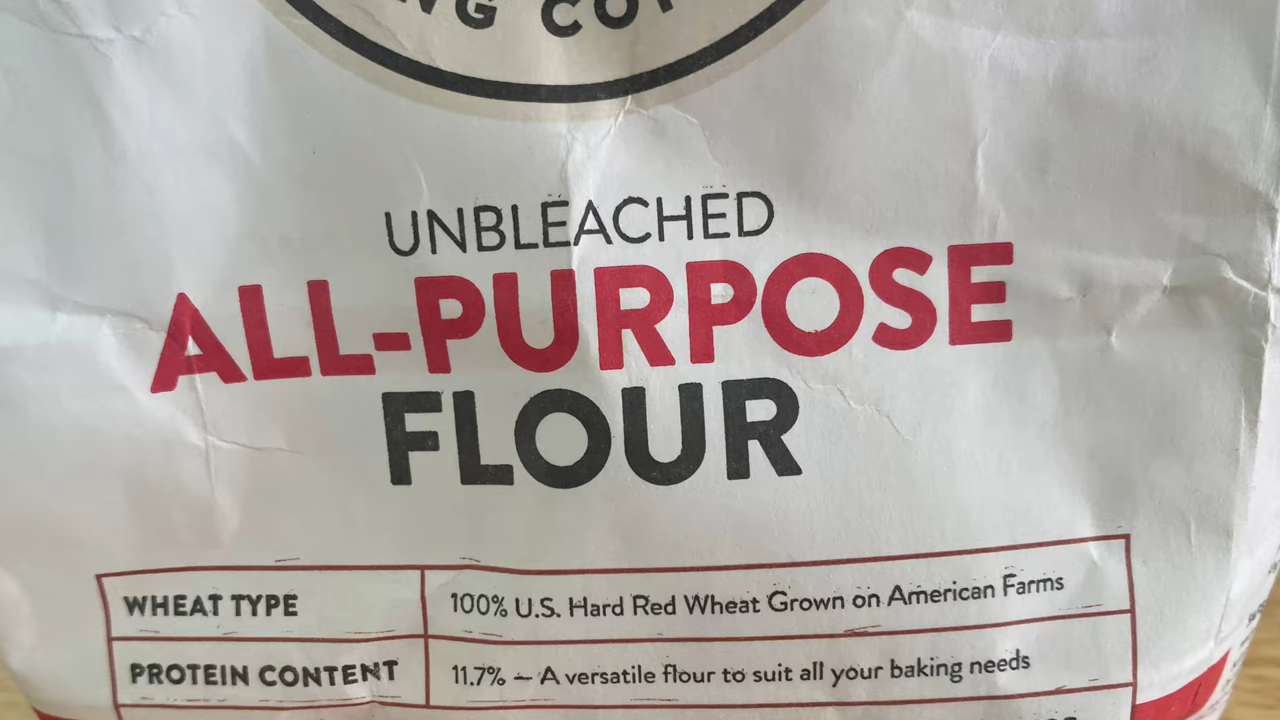 UNBLEACHED
ALL-PURPOSE
FLOUR
WHEAT TYPE
100% U.S. Hard Red Wheat Grown on American Farms
PROTEIN CONTENT
11.7% – A versatile flour to suit all your baking needs